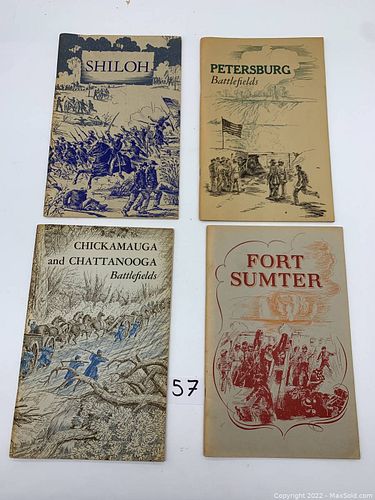 SHILOH
PETERSBURG
Battlefields
CHICKAMAUGA
and CHATTANOOGA
Battlefields
FORT
SUMTER
57
Copyright 2022 - MaxSold.com